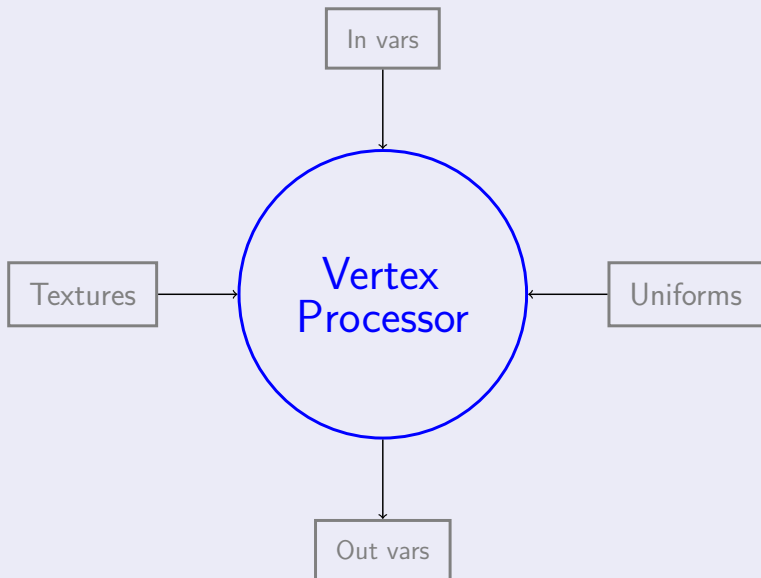 In vars
Textures
Vertex
Processor
Uniforms
Out vars